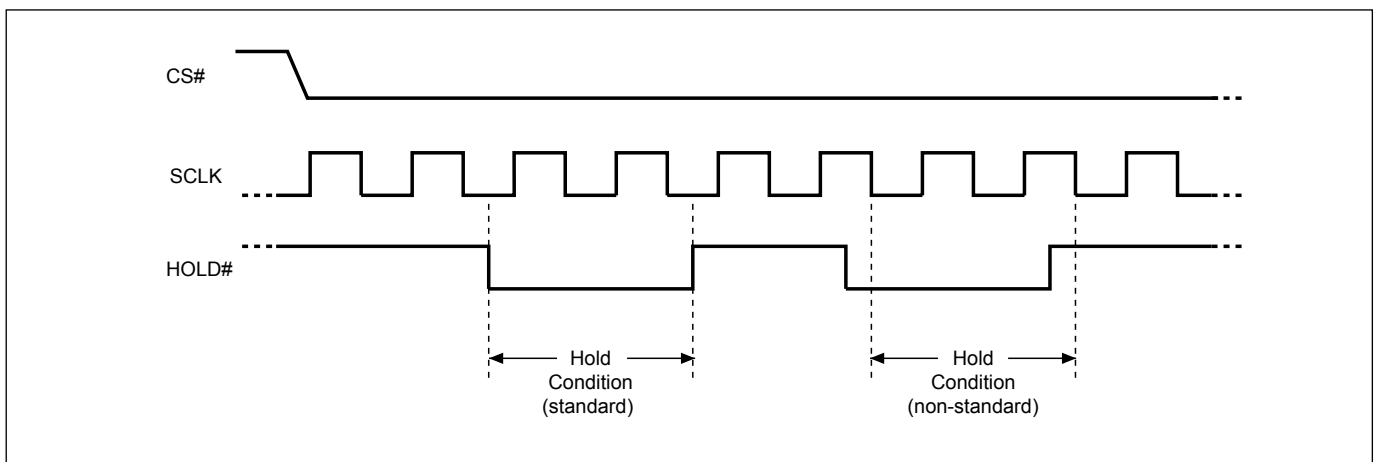 CS#
SCLK
HOLD#
Hold
Condition
(standard)
Hold
Condition
(non-standard)